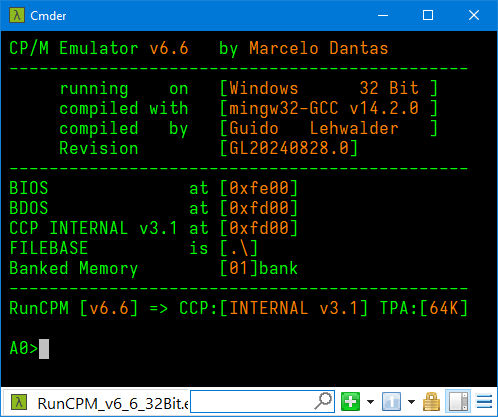 Cmder
CP/M Emulator v6.6   by Marcelo Dantas
----------------------------------------------
     running    on   [Windows      32 Bit ]
     compiled with   [mingw32-GCC v14.2.0 ]
     compiled   by   [Guido   Lehwalder   ]
     Revision        [GL20240828.0]
----------------------------------------------
BIOS              at [0xfe00]
BDOS              at [0xfd00]
CCP INTERNAL v3.1 at [0xfd00]
FILEBASE          is [.\]
Banked Memory        [01]bank
----------------------------------------------
RunCPM [v6.6] => CCP:[INTERNAL v3.1] TPA:[64K]
A0>
RunCPM_v6_6_32Bit.e